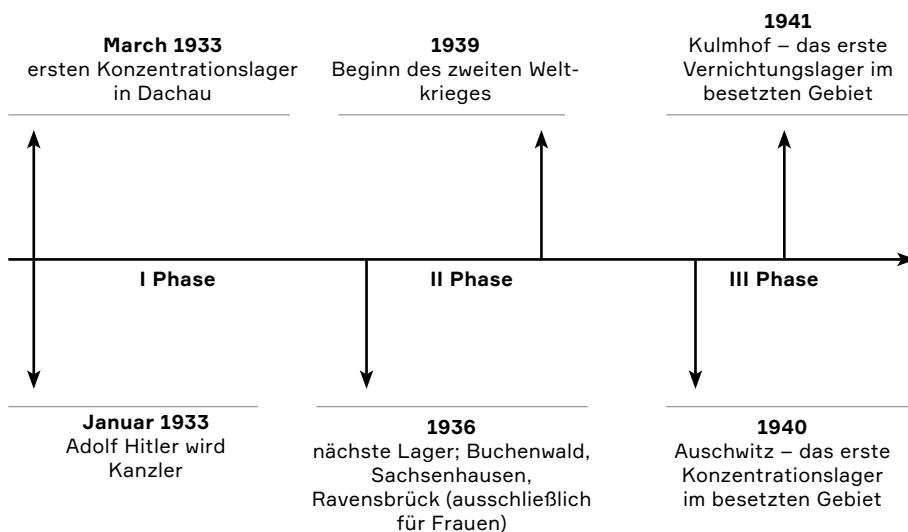 March 1933
ersten Konzentrationslager
in Dachau
1939
Beginn des zweiten Welt-
krieges
1941
Kulmhof – das erste
Vernichtungslager im
besetzten Gebiet
I Phase
II Phase
III Phase
Januar 1933
Adolf Hitler wird
Kanzler
1936
nächste Lager; Buchenwald,
Sachsenhausen,
Ravensbrück (ausschließlich
für Frauen)
1940
Auschwitz – das erste
Konzentrationslager
im besetzten Gebiet